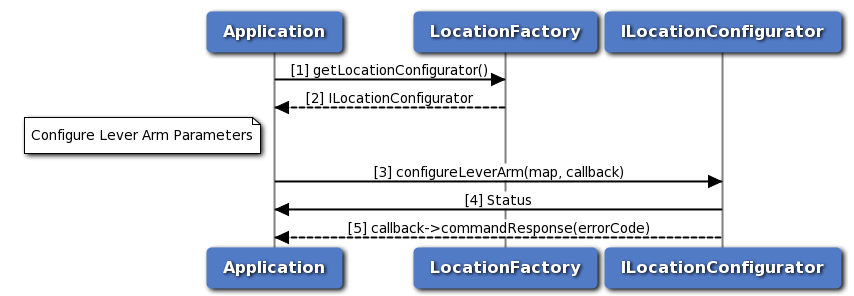 Application LocationFactory ILocationConfigurator
[1] getLocationConfigurator()
[2] ILocationConfigurator
Configure Lever Arm Parameters
[3] configureLeverArm(map, callback)
[4] Status
[5] callback->commandResponse(errorCode)
Application LocationFactory ILocationConfigurator